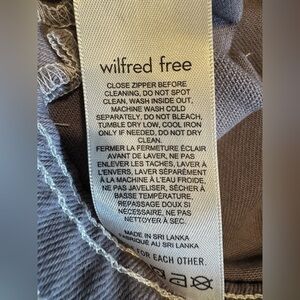 wilfred free
CLOSE ZIPPER BEFORE
CLEANING, DO NOT SPOT
CLEAN, WASH INSIDE OUT,
MACHINE WASH COLD
SEPARATELY, DO NOT BLEACH,
TUMBLE DRY LOW, COOL IRON
ONLY IF NEEDED, DO NOT DRY
CLEAN.
FERMER LA FERMETURE ÉCLAIR
AVANT DE LAVER, NE PAS
ENLEVER LES TACHES, LAVER À
L'ENVERS, LAVER SÉPARÉMENT
À LA MACHINE À L'EAU FROIDE,
NE PAS JAVELISER, SÉCHER À
BASSE TEMPÉRATURE,
REPASSAGE DOUX SI
NÉCESSAIRE, NE PAS
NETTOYER À SEC.
MADE IN SRI LANKA
FABRIQUÉ AU SRI LANKA
FOR EACH OTHER.